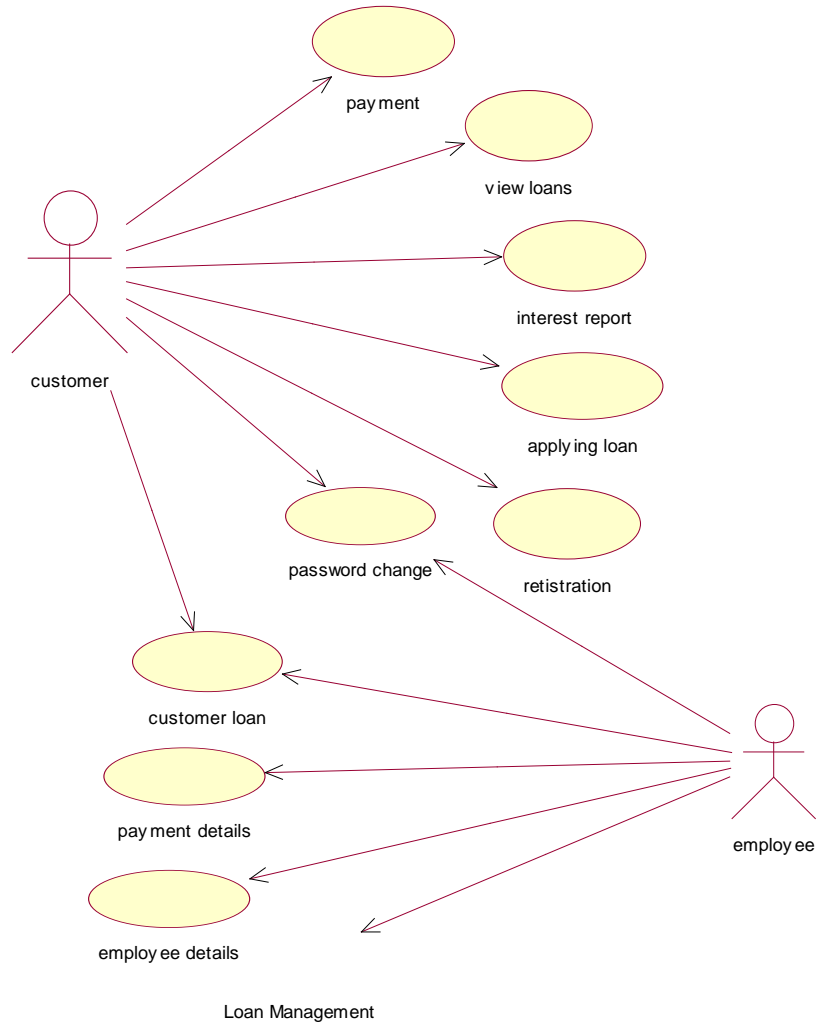 payment
view loans
interest report
customer
applying loan
password change
retistration
customer loan
payment details
employee
employee details
Loan Management